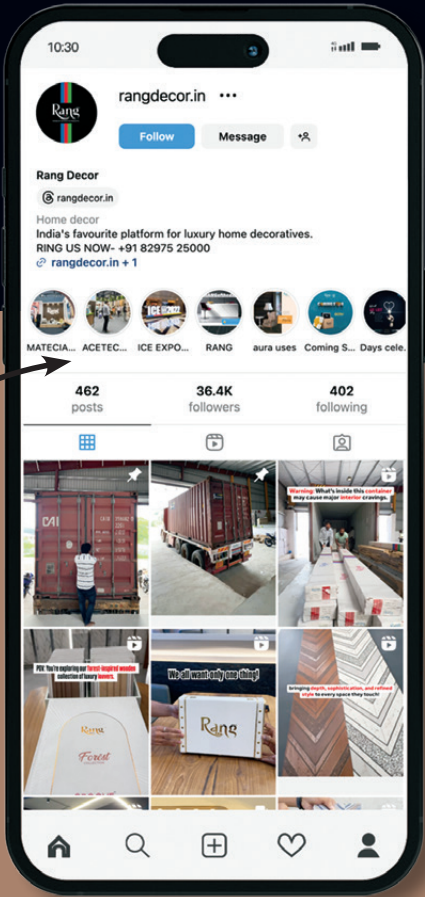 10:30
Rang
rangdecor.in
Follow
Message
Rang Decor
rangdecor.in
Home decor
India's favourite platform for luxury home decoratives.
RING US NOW- +91 82975 25000
rangdecor.in + 1
MATECIA... ACETEC... ICE EXPO... RANG aura uses Coming S... Days cele.
462 36.4K 402
posts followers following
CAI
Warning: What's inside this container
may cause major interior cravings.
POV: You're exploring our forest-inspired wooden
collection of luxury louvers.
Rang
Forest
We all want only one thing!
Rang
bringing depth, sophistication, and refined
style to every space they touch!